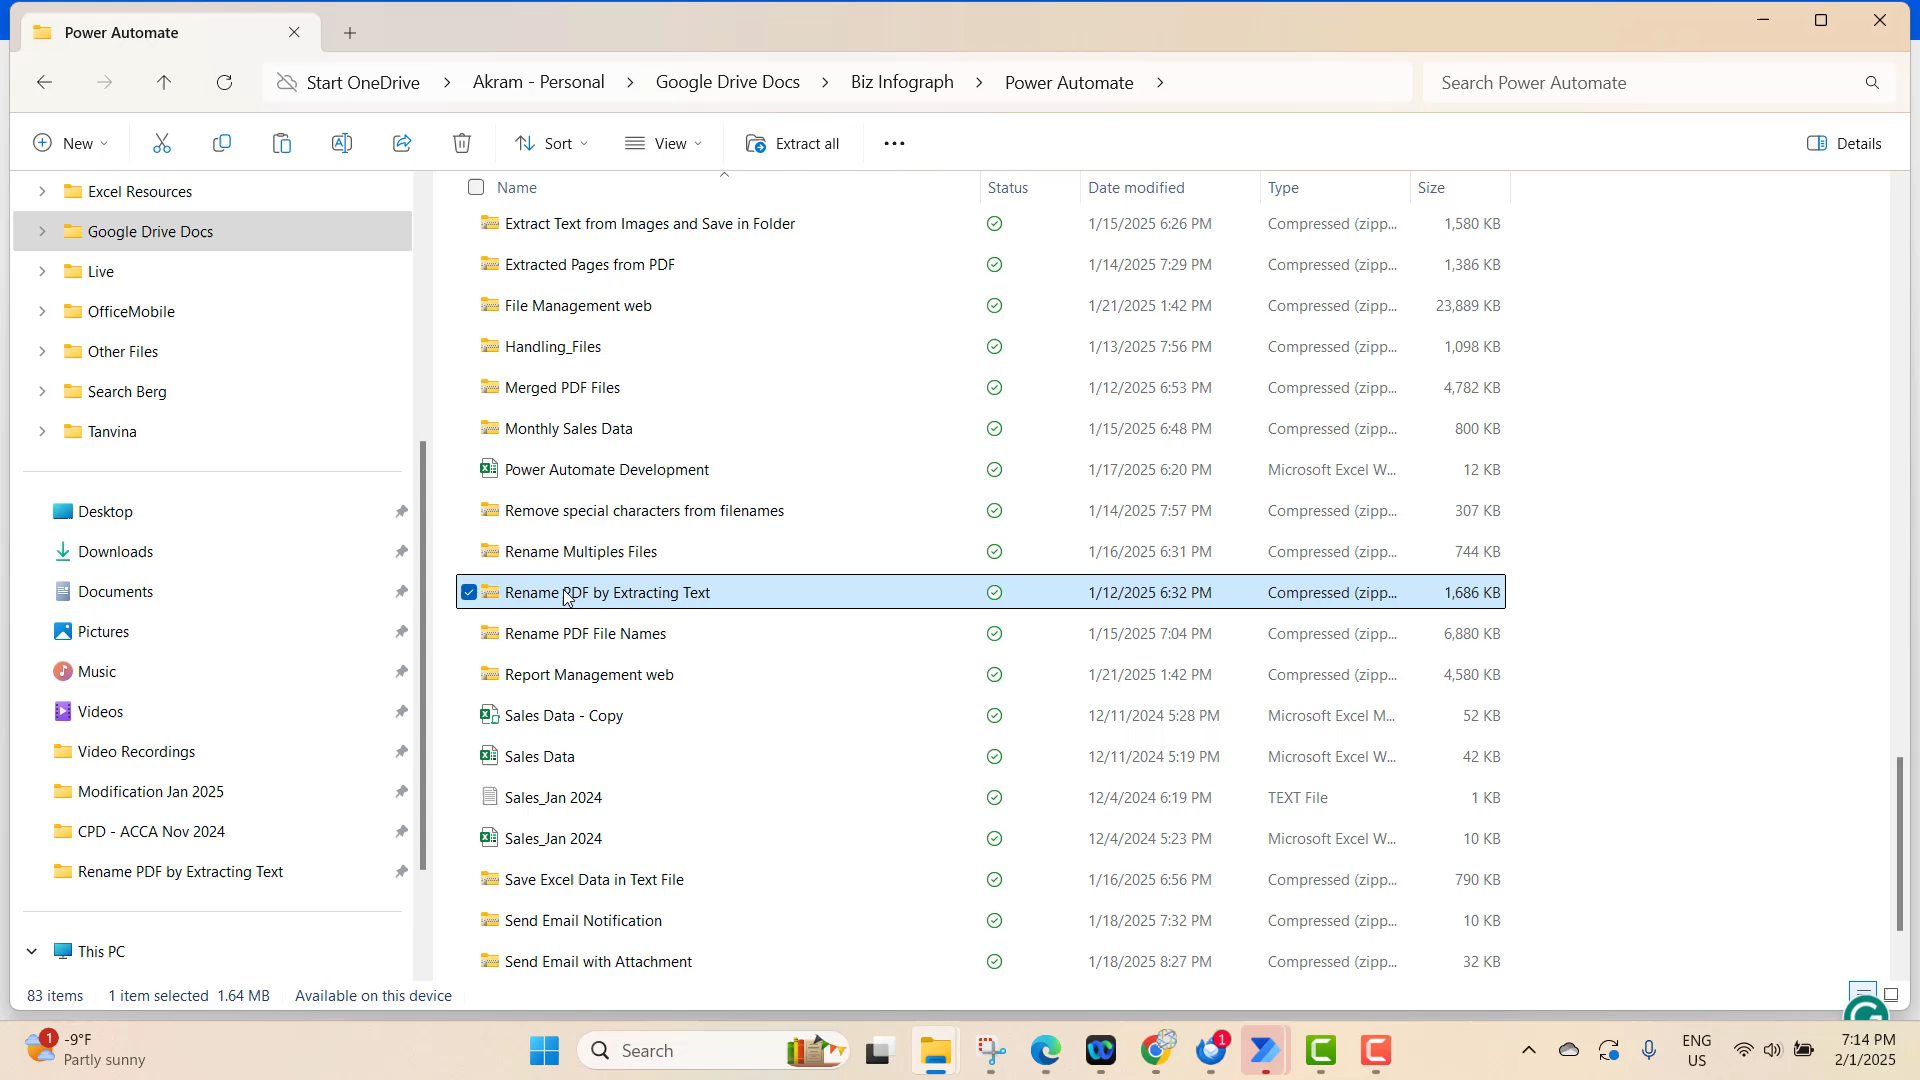 Power Automate
Start OneDrive > Akram - Personal > Google Drive Docs > Biz Infograph > Power Automate >
Search Power Automate
New
Sort
View
Extract all
Details
Name Status Date modified Type Size
Excel Resources
Google Drive Docs
Live
OfficeMobile
Other Files
Search Berg
Tanvina
Desktop
Downloads
Documents
Pictures
Music
Videos
Video Recordings
Modification Jan 2025
CPD - ACCA Nov 2024
Rename PDF by Extracting Text
This PC
Extract Text from Images and Save in Folder 1/15/2025 6:26 PM Compressed (zipp... 1,580 KB
Extracted Pages from PDF 1/14/2025 7:29 PM Compressed (zipp... 1,386 KB
File Management web 1/21/2025 1:42 PM Compressed (zipp... 23,889 KB
Handling_Files 1/13/2025 7:56 PM Compressed (zipp... 1,098 KB
Merged PDF Files 1/12/2025 6:53 PM Compressed (zipp... 4,782 KB
Monthly Sales Data 1/15/2025 6:48 PM Compressed (zipp... 800 KB
Power Automate Development 1/17/2025 6:20 PM Microsoft Excel W... 12 KB
Remove special characters from filenames 1/14/2025 7:57 PM Compressed (zipp... 307 KB
Rename Multiples Files 1/16/2025 6:31 PM Compressed (zipp... 744 KB
Rename PDF by Extracting Text 1/12/2025 6:32 PM Compressed (zipp... 1,686 KB
Rename PDF File Names 1/15/2025 7:04 PM Compressed (zipp... 6,880 KB
Report Management web 1/21/2025 1:42 PM Compressed (zipp... 4,580 KB
Sales Data - Copy 12/11/2024 5:28 PM Microsoft Excel M... 52 KB
Sales Data 12/11/2024 5:19 PM Microsoft Excel W... 42 KB
Sales_Jan 2024 12/4/2024 6:19 PM TEXT File 1 KB
Sales_Jan 2024 12/4/2024 5:23 PM Microsoft Excel W... 10 KB
Save Excel Data in Text File 1/16/2025 6:56 PM Compressed (zipp... 790 KB
Send Email Notification 1/18/2025 7:32 PM Compressed (zipp... 10 KB
Send Email with Attachment 1/18/2025 8:27 PM Compressed (zipp... 32 KB
83 items 1 item selected 1.64 MB Available on this device
1
-9°F
Partly sunny
Search
1
ENG
US
7:14 PM
2/1/2025